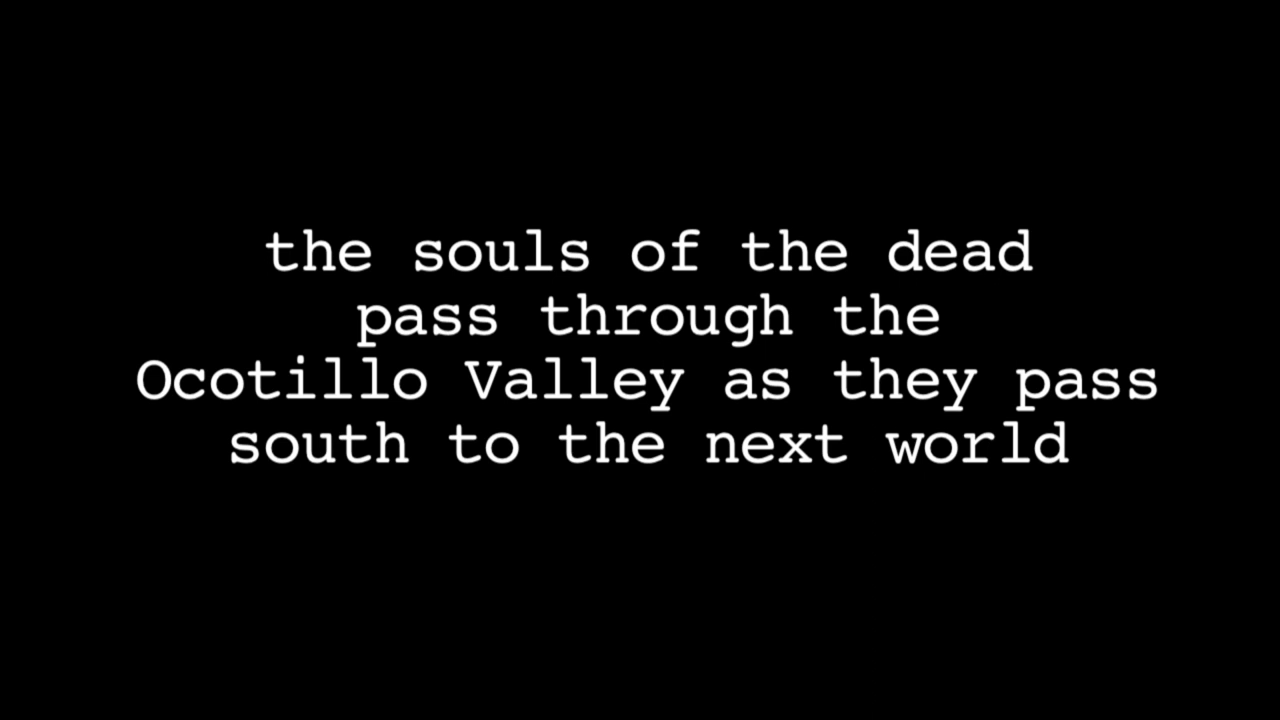 the souls of the dead
pass through the
Ocotillo Valley as they pass
south to the next world